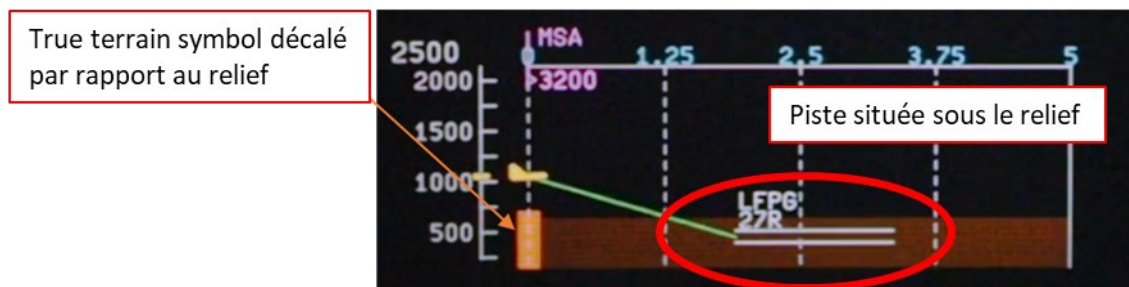 True terrain symbol décalé
par rapport au relief
MSA
2500 0 1.25 2.5 3.75 5
2000 >3200
Piste située sous le relief
1500
1000
LFPG
27R
500